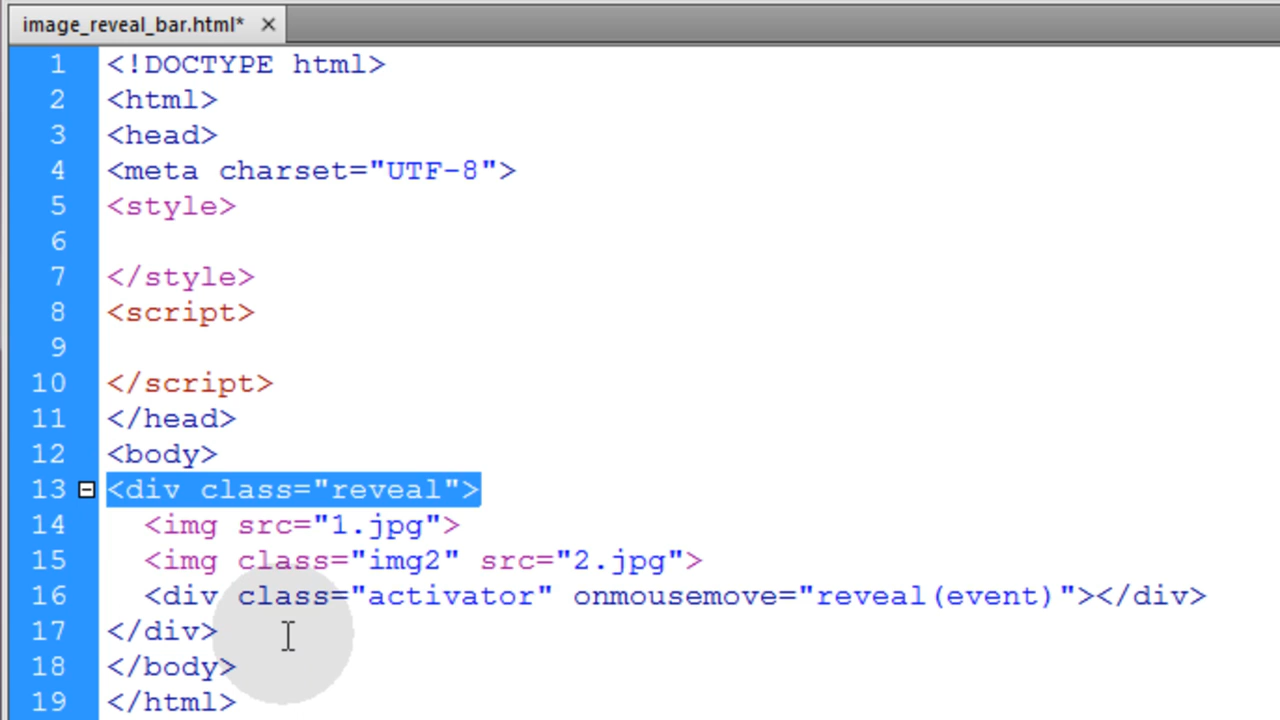 image_reveal_bar.html*
1 <!DOCTYPE html>
2 <html>
3 <head>
4 <meta charset="UTF-8">
5 <style>
6
7 </style>
8 <script>
9
10 </script>
11 </head>
12 <body>
13 <div class="reveal">
14 <img src="1.jpg">
15 <img class="img2" src="2.jpg">
16 <div class="activator" onmousemove="reveal(event)"></div>
17 </div>
18 </body>
19 </html>